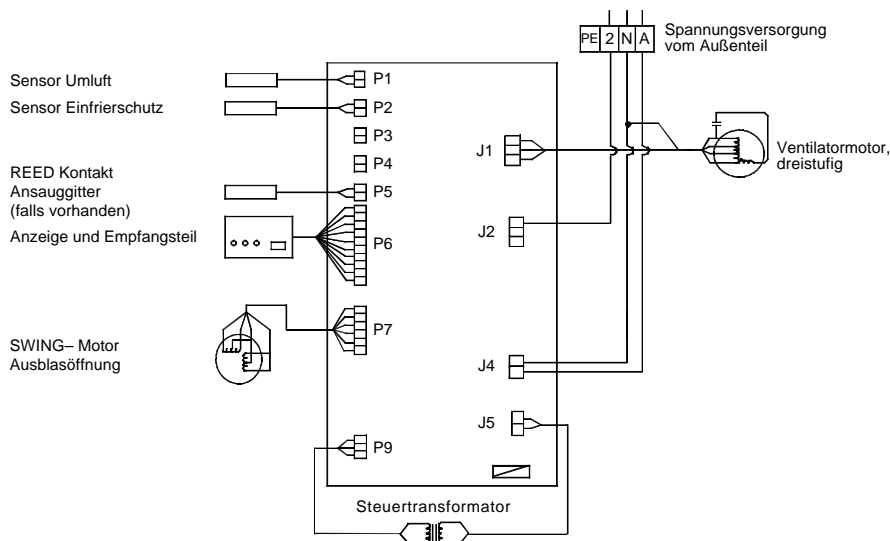 Spannungsversorgung
vom Außenteil
PE 2 N A
Sensor Umluft
P1
Sensor Einfrierschutz
P2
P3
P4
J1
Ventilatormotor,
dreistufig
REED Kontakt
Ansauggitter
(falls vorhanden)
P5
Anzeige und Empfangsteil
P6
J2
SWING– Motor
Ausblasöffnung
P7
J4
J5
P9
Steuertransformator